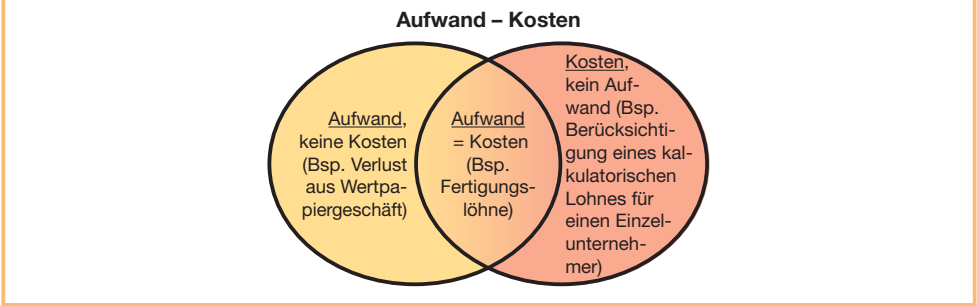 Aufwand – Kosten
Aufwand,
keine Kosten
(Bsp. Verlust
aus Wertpa-
piergeschäft)
Aufwand
= Kosten
(Bsp.
Fertigungs-
löhne)
Kosten,
kein Auf-
wand (Bsp.
Berücksichti-
gung eines kal-
kulatorischen
Lohnes für
einen Einzel-
unterneh-
mer)